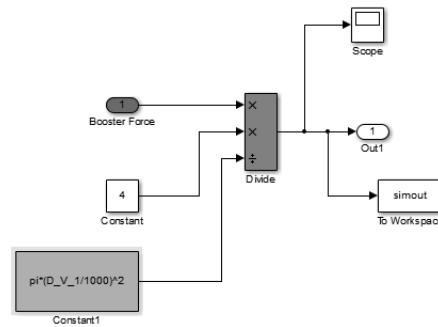 Scope
1
Booster Force
×
×
÷
Divide
1
Out1
4
Constant
simout
To Workspac
pi*(D_V_1/1000)^2
Constant1